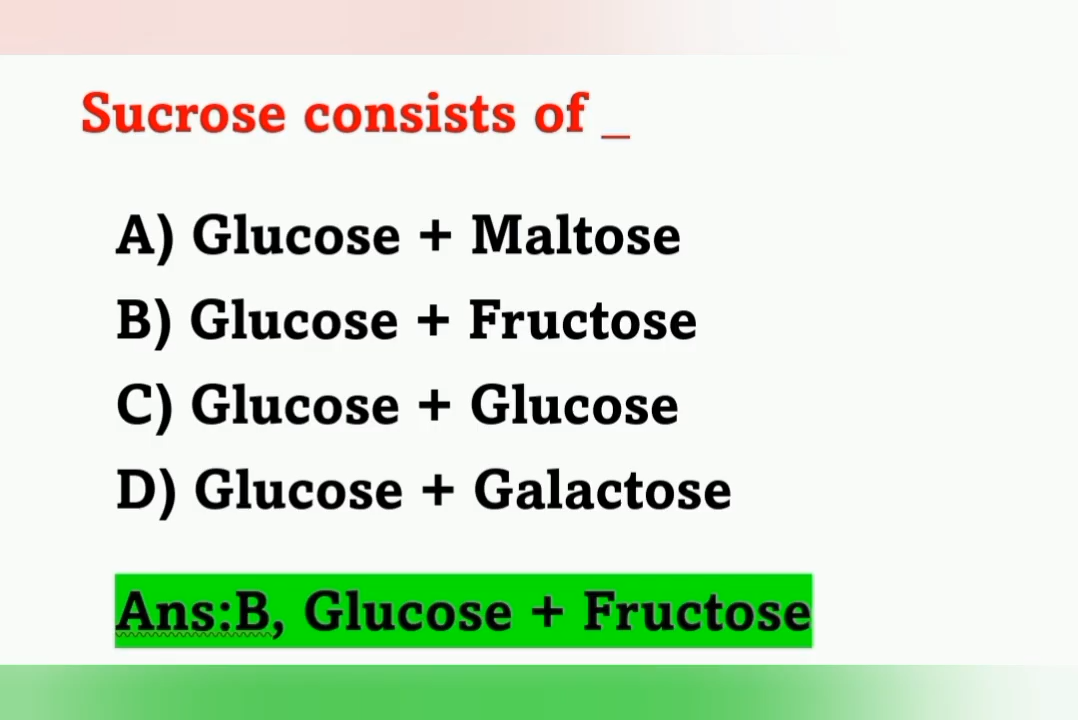 Sucrose consists of _
A) Glucose + Maltose
B) Glucose + Fructose
C) Glucose + Glucose
D) Glucose + Galactose
Ans:B, Glucose + Fructose